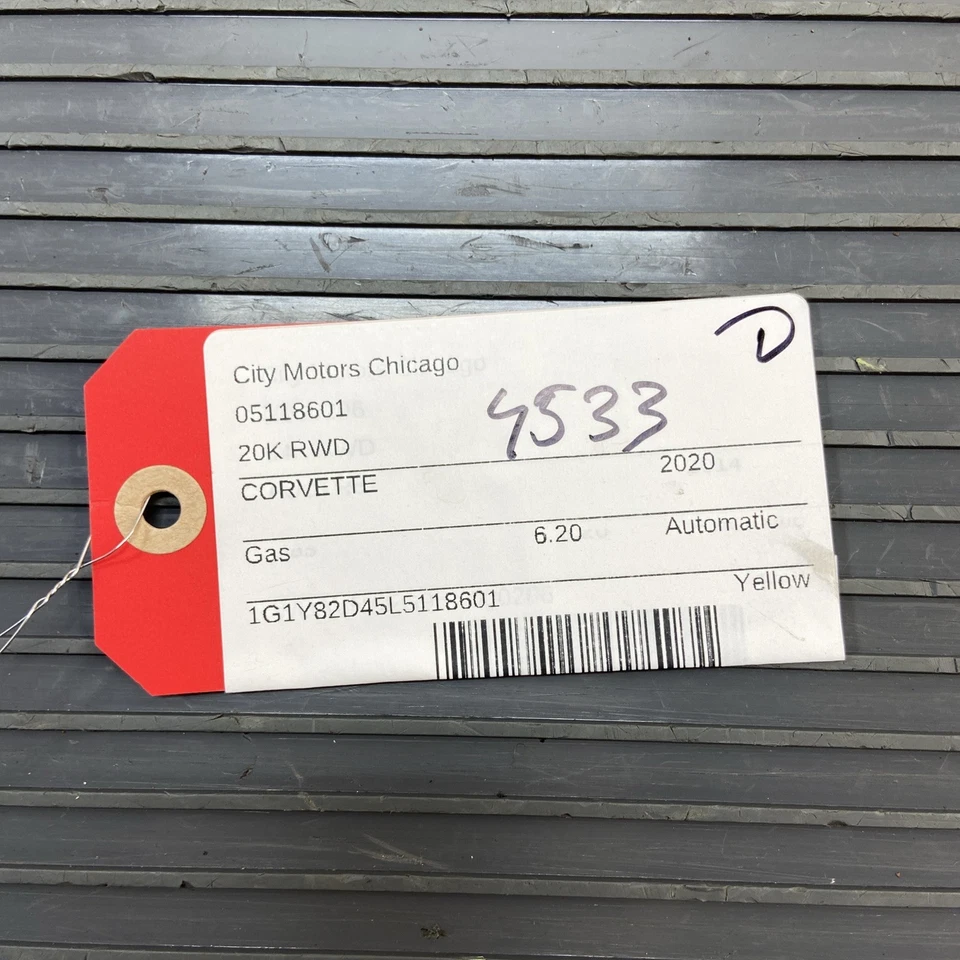 D
City Motors Chicago
05118601
4533
20K RWD
CORVETTE 2020
Gas 6.20 Automatic
1G1Y82D45L5118601 Yellow